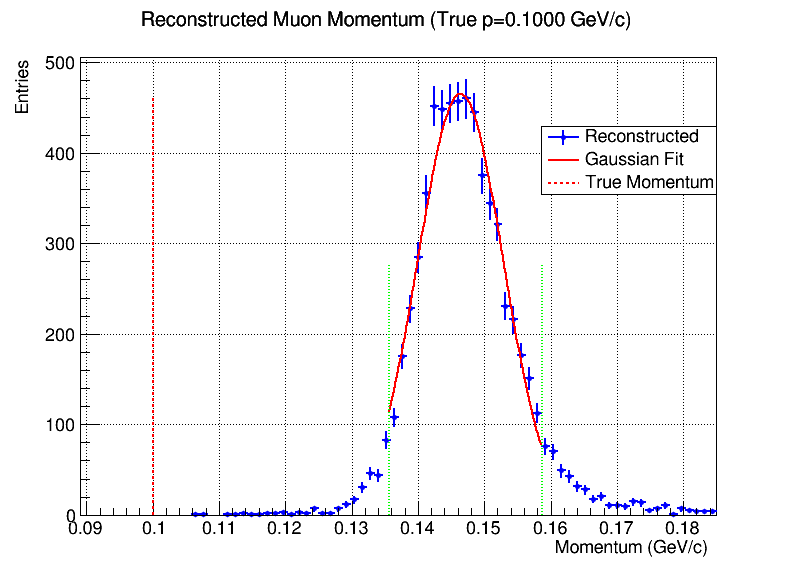 Reconstructed Muon Momentum (True p=0.1000 GeV/c)
Entries
500
400
300
200
100
0
Reconstructed
Gaussian Fit
True Momentum
0.09 0.1 0.11 0.12 0.13 0.14 0.15 0.16 0.17 0.18
Momentum (GeV/c)